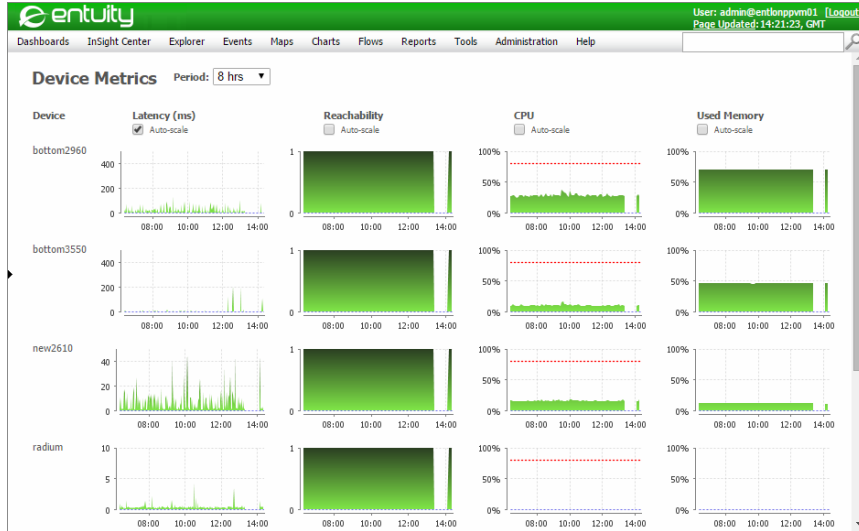 entuity
User: admin@entlonppvm01 [Logout
Page Updated: 14:21:23, GMT
Dashboards InSight Center Explorer Events Maps Charts Flows Reports Tools Administration Help
Device Metrics Period: 8 hrs
Device Latency (ms) Reachability CPU Used Memory
Auto-scale Auto-scale Auto-scale Auto-scale
bottom2960
400 1 100% 100%
200 50% 50%
0 0 0% 0%
08:00 10:00 12:00 14:00 08:00 10:00 12:00 14:00 08:00 10:00 12:00 14:00 08:00 10:00 12:00 14:00
bottom3550
400 1 100% 100%
200 50% 50%
0 0% 0%
08:00 10:00 12:00 14:00 08:00 10:00 12:00 14:00 08:00 10:00 12:00 14:00 08:00 10:00 12:00 14:00
new2610
40 1 100% 100%
20 50% 50%
0 0 0% 0%
08:00 10:00 12:00 14:00 08:00 10:00 12:00 14:00 08:00 10:00 12:00 14:00 08:00 10:00 12:00 14:00
radium
10 1 100% 100%
5 50% 50%
0 0 0% 0%
08:00 10:00 12:00 14:00 08:00 10:00 12:00 14:00 08:00 10:00 12:00 14:00 08:00 10:00 12:00 14:00